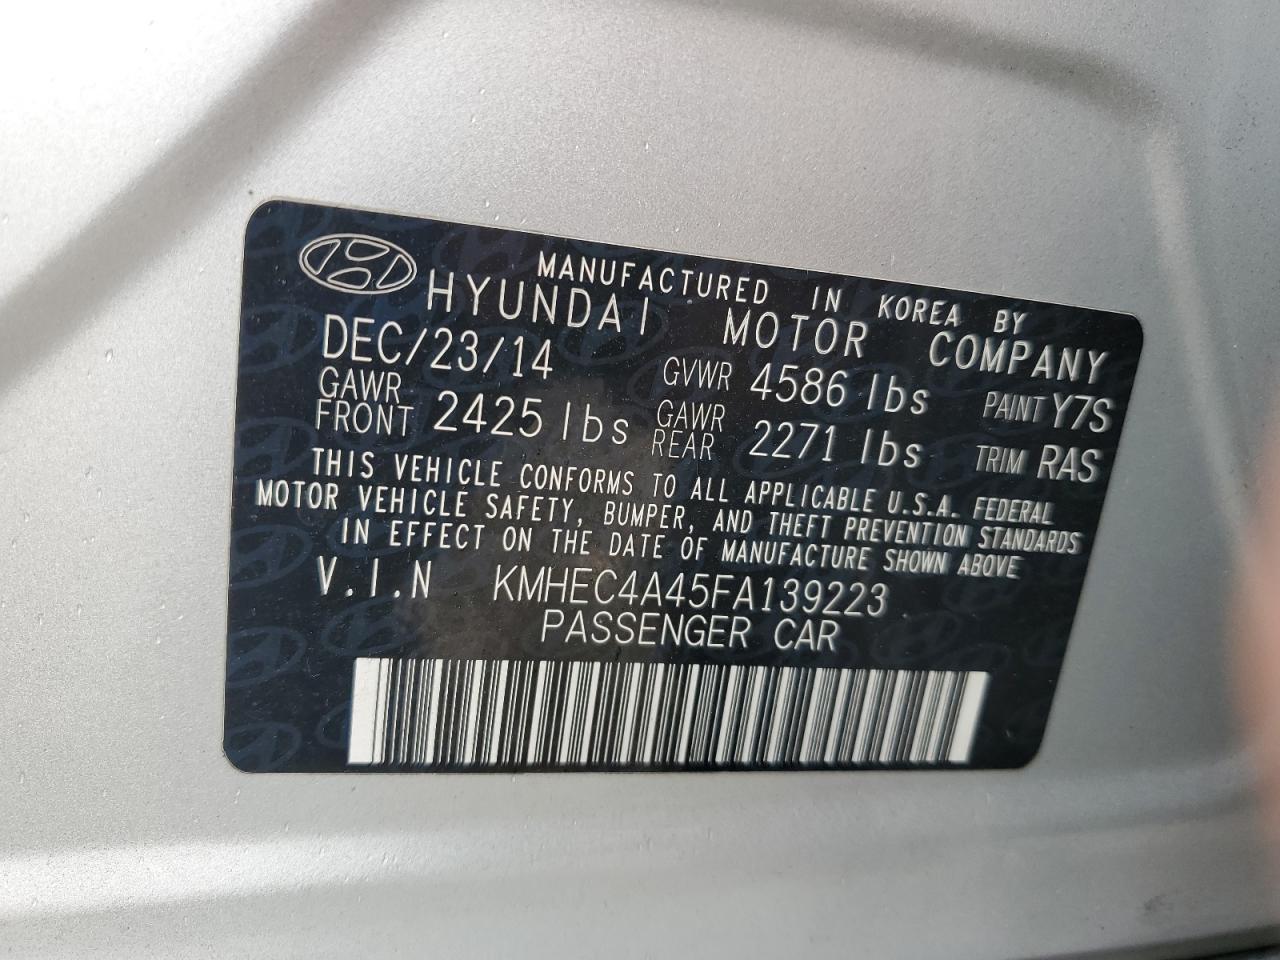 MANUFACTURED IN KOREA BY
HYUNDAI MOTOR COMPANY
DEC/23/14 GVWR 4586 lbs PAINT Y7S
GAWR FRONT 2425 lbs GAWR REAR 2271 lbs TRIM RAS
THIS VEHICLE CONFORMS TO ALL APPLICABLE U.S.A. FEDERAL
MOTOR VEHICLE SAFETY, BUMPER, AND THEFT PREVENTION STANDARDS
IN EFFECT ON THE DATE OF MANUFACTURE SHOWN ABOVE
V.I.N KMHEC4A45FA139223
PASSENGER CAR